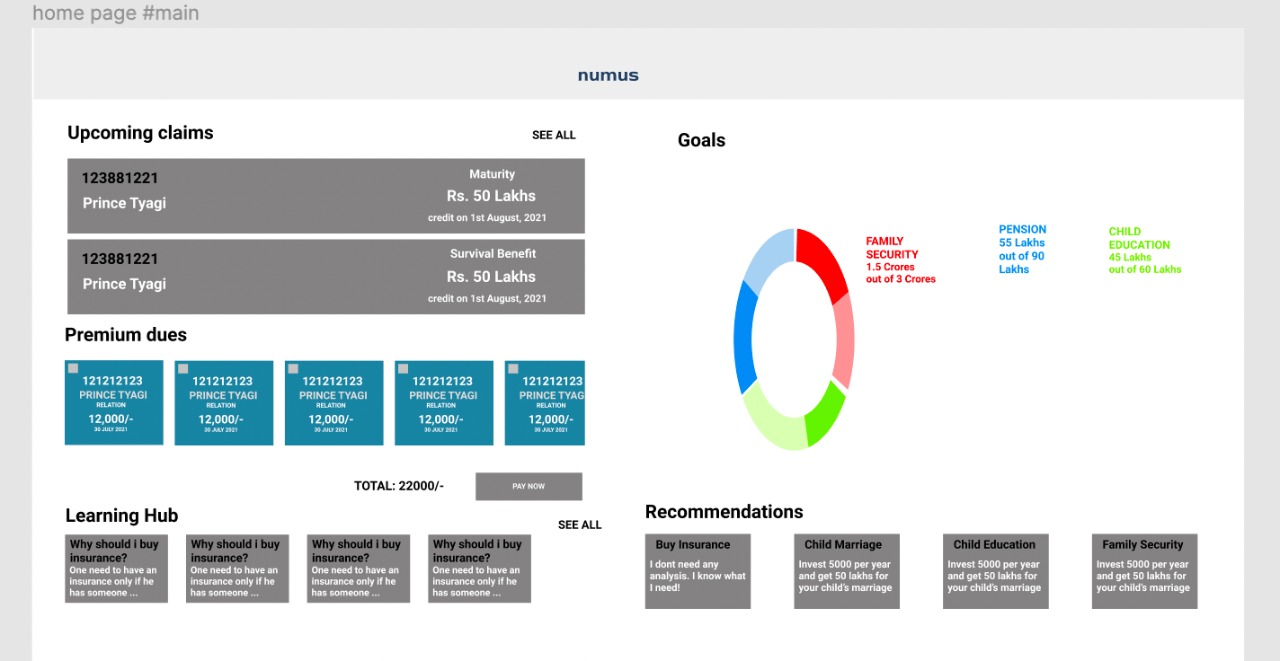 home page #main
numus
Upcoming claims
SEE ALL
123881221
Prince Tyagi
Maturity
Rs. 50 Lakhs
credit on 1st August, 2021
123881221
Prince Tyagi
Survival Benefit
Rs. 50 Lakhs
credit on 1st August, 2021
Premium dues
121212123
PRINCE TYAGI
RELATION
12,000/-
30 JULY 2021
121212123
PRINCE TYAGI
RELATION
12,000/-
30 JULY 2021
121212123
PRINCE TYAGI
RELATION
12,000/-
30 JULY 2021
121212123
PRINCE TYAGI
RELATION
12,000/-
30 JULY 2021
121212123
PRINCE TYAG
RELATION
12,000/-
30 JULY 2021
TOTAL: 22000/-
PAY NOW
Learning Hub
SEE ALL
Why should i buy
insurance?
One need to have an
insurance only if he
has someone ...
Why should i buy
insurance?
One need to have an
insurance only if he
has someone ...
Why should i buy
insurance?
One need to have an
insurance only if he
has someone ...
Why should i buy
insurance?
One need to have an
insurance only if he
has someone ...
Goals
FAMILY
SECURITY
1.5 Crores
out of 3 Crores
PENSION
55 Lakhs
out of 90
Lakhs
CHILD
EDUCATION
45 Lakhs
out of 60 Lakhs
Recommendations
Buy Insurance
I dont need any
analysis. I know what
I need!
Child Marriage
Invest 5000 per year
and get 50 lakhs for
your child's marriage
Child Education
Invest 5000 per year
and get 50 lakhs for
your child's marriage
Family Security
Invest 5000 per year
and get 50 lakhs for
your child's marriage